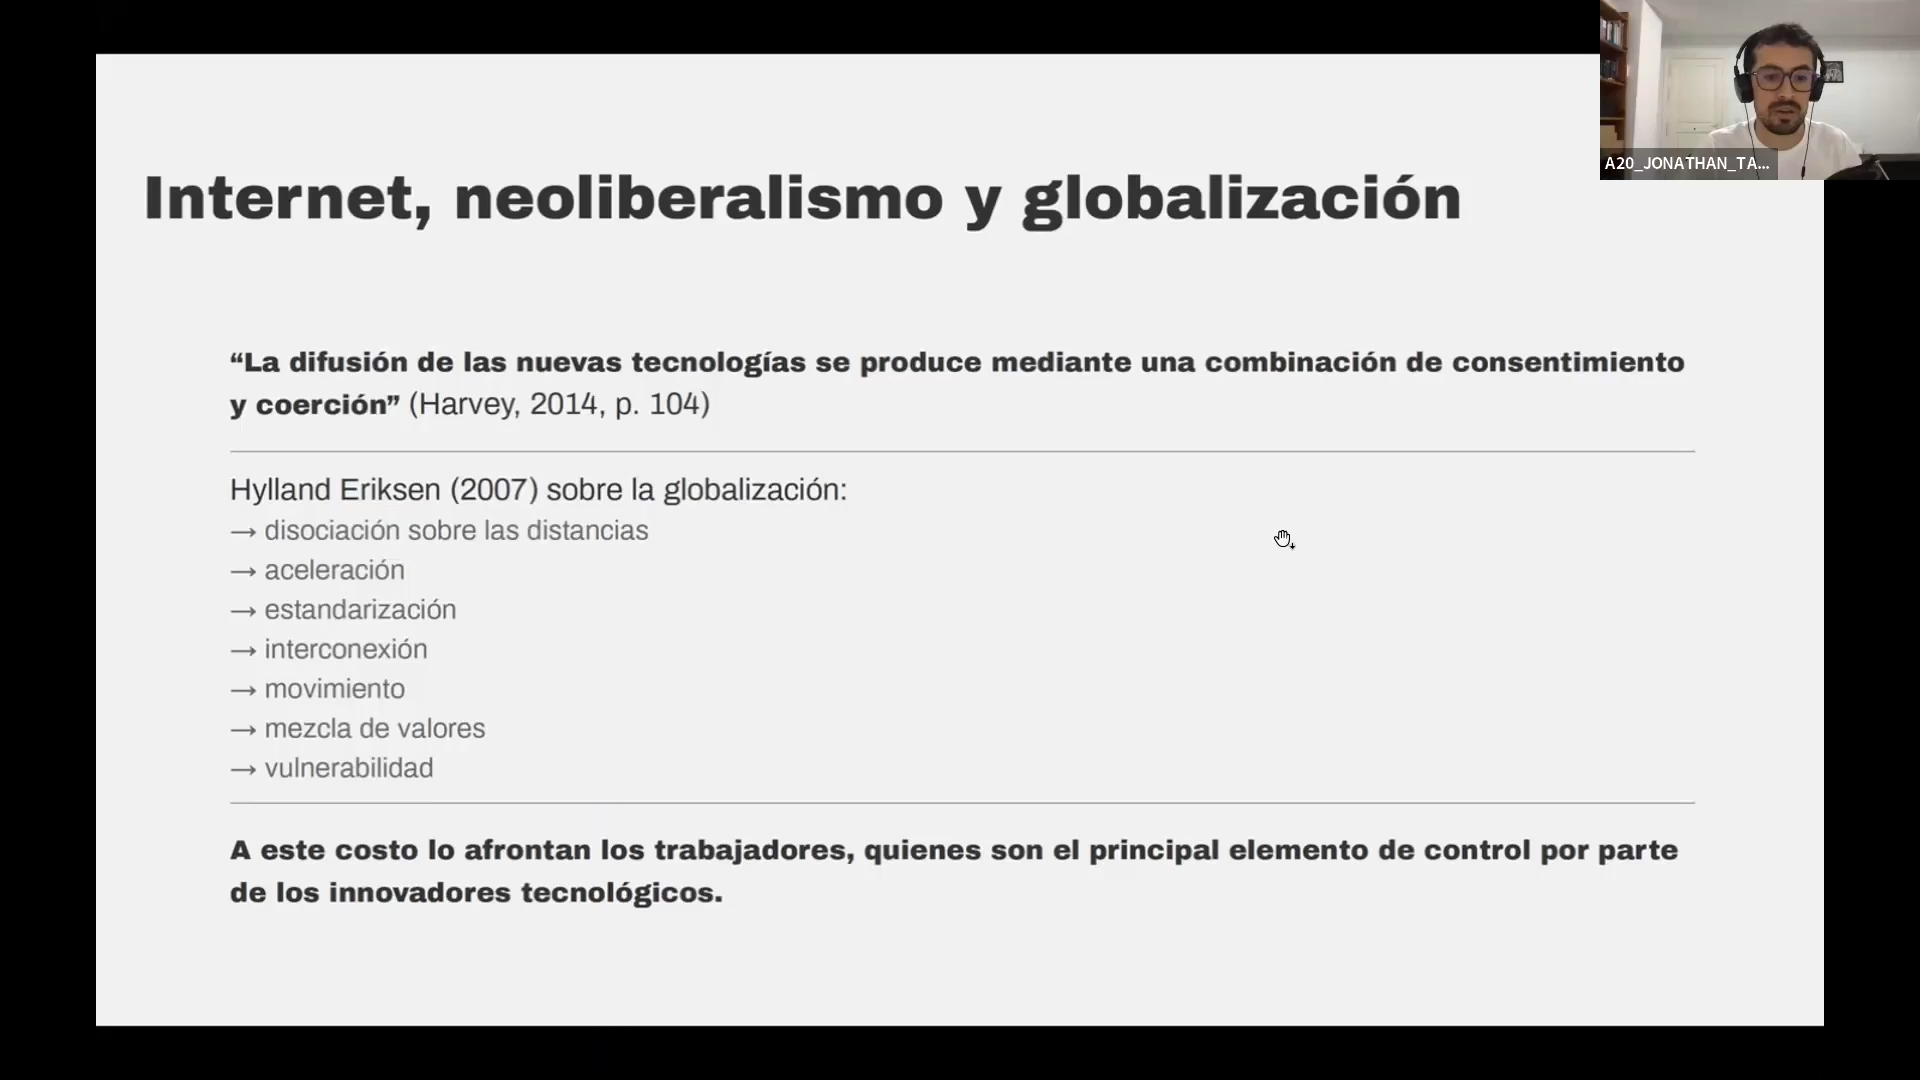 Internet, neoliberalismo y globalización
“La difusión de las nuevas tecnologías se produce mediante una combinación de consentimiento
y coerción” (Harvey, 2014, p. 104)
Hylland Eriksen (2007) sobre la globalización:
→ disociación sobre las distancias
→ aceleración
→ estandarización
→ interconexión
→ movimiento
→ mezcla de valores
→ vulnerabilidad
A este costo lo afrontan los trabajadores, quienes son el principal elemento de control por parte
de los innovadores tecnológicos.
A20_JONATHAN_TA...